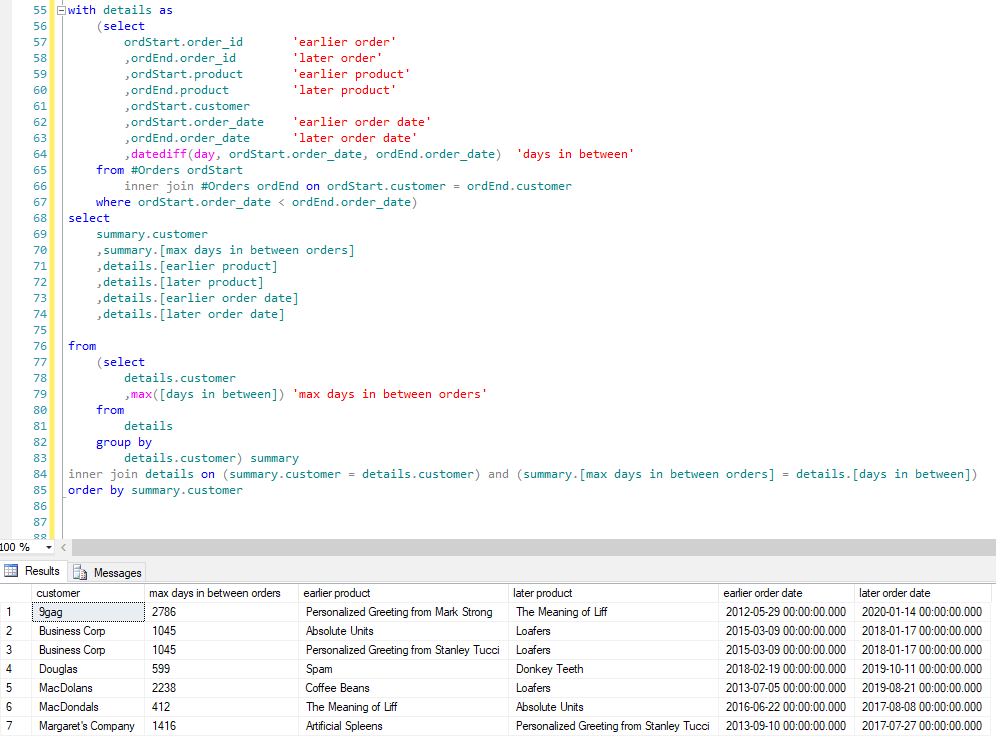 55 with details as
56 (select
57 ordStart.order_id 'earlier order'
58 ,ordEnd.order_id 'later order'
59 ,ordStart.product 'earlier product'
60 ,ordEnd.product 'later product'
61 ,ordStart.customer
62 ,ordStart.order_date 'earlier order date'
63 ,ordEnd.order_date 'later order date'
64 ,datediff(day, ordStart.order_date, ordEnd.order_date) 'days in between'
65 from #Orders ordStart
66 inner join #Orders ordEnd on ordStart.customer = ordEnd.customer
67 where ordStart.order_date < ordEnd.order_date)
68 select
69 summary.customer
70 ,summary.[max days in between orders]
71 ,details.[earlier product]
72 ,details.[later product]
73 ,details.[earlier order date]
74 ,details.[later order date]
75
76 from
77 (select
78 details.customer
79 ,max([days in between]) 'max days in between orders'
80 from
81 details
82 group by
83 details.customer) summary
84 inner join details on (summary.customer = details.customer) and (summary.[max days in between orders] = details.[days in between])
85 order by summary.customer
86
87
88
100 %
Results Messages
customer max days in between orders earlier product later product earlier order date later order date
1 9gag 2786 Personalized Greeting from Mark Strong The Meaning of Liff 2012-05-29 00:00:00.000 2020-01-14 00:00:00.000
2 Business Corp 1045 Absolute Units Loafers 2015-03-09 00:00:00.000 2018-01-17 00:00:00.000
3 Business Corp 1045 Personalized Greeting from Stanley Tucci Loafers 2015-03-09 00:00:00.000 2018-01-17 00:00:00.000
4 Douglas 599 Spam Donkey Teeth 2018-02-19 00:00:00.000 2019-10-11 00:00:00.000
5 MacDolans 2238 Coffee Beans Loafers 2013-07-05 00:00:00.000 2019-08-21 00:00:00.000
6 MacDondals 412 The Meaning of Liff Absolute Units 2016-06-22 00:00:00.000 2017-08-08 00:00:00.000
7 Margaret's Company 1416 Artificial Spleens Personalized Greeting from Stanley Tucci 2013-09-10 00:00:00.000 2017-07-27 00:00:00.000